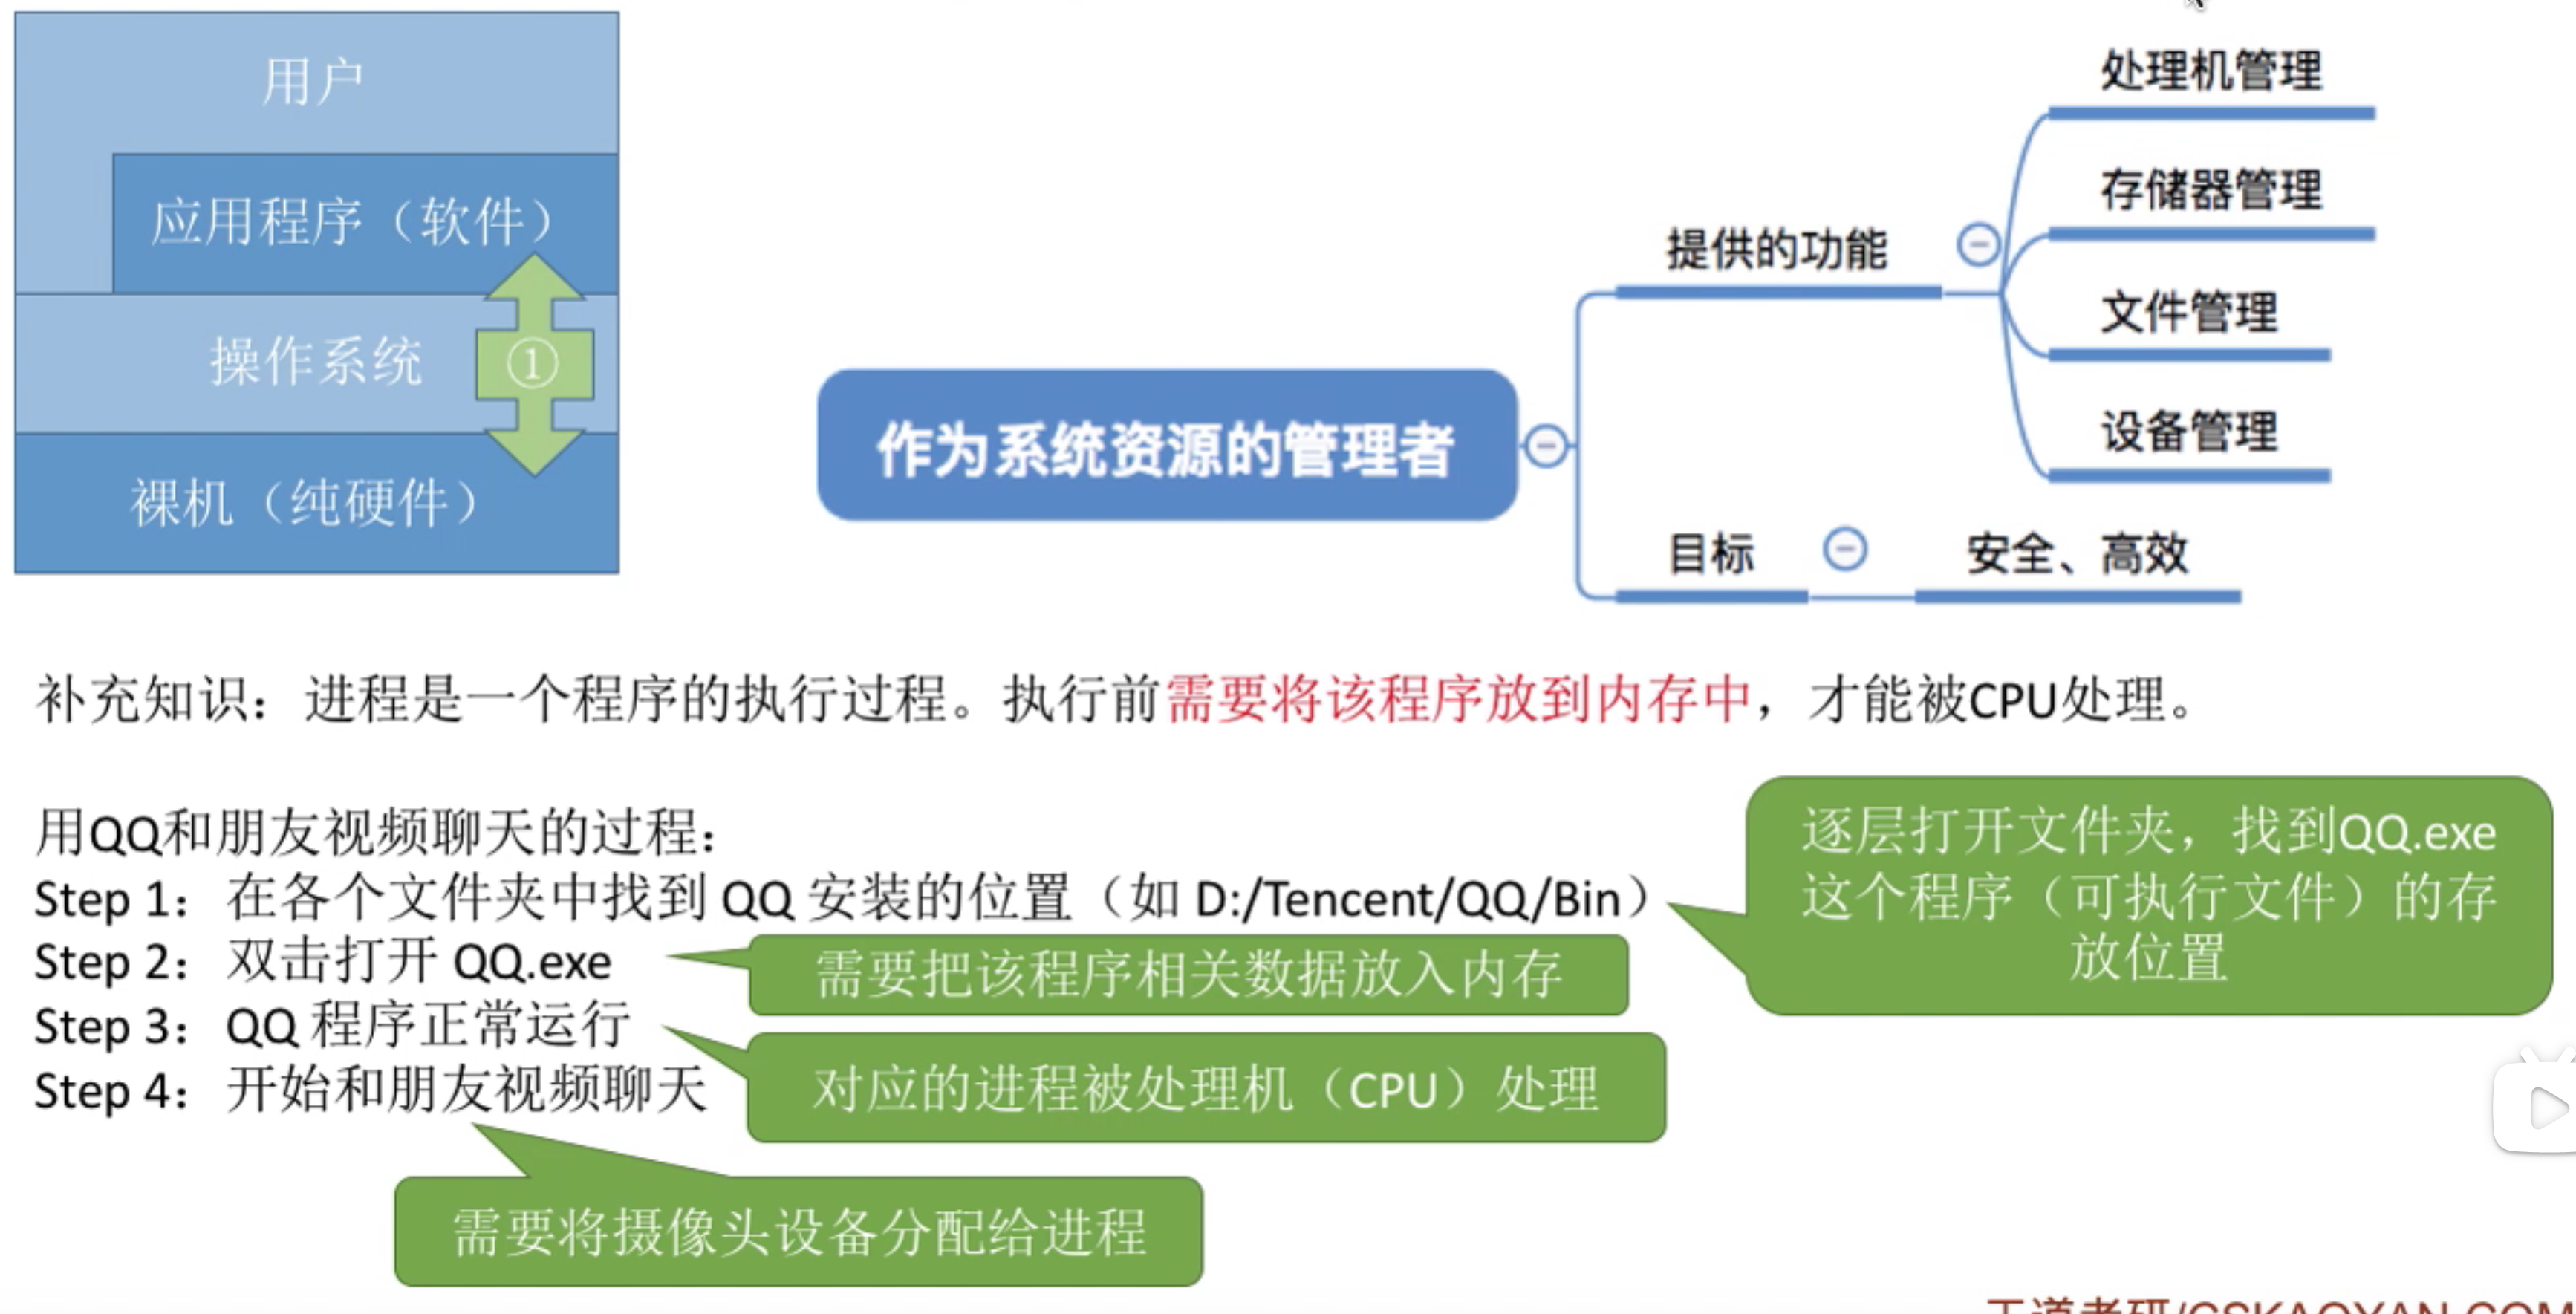 用户
应用程序（软件）
操作系统
①
裸机（纯硬件）
作为系统资源的管理者
提供的功能
处理机管理
存储器管理
文件管理
设备管理
目标
安全、高效
补充知识：进程是一个程序的执行过程。执行前需要将该程序放到内存中，才能被CPU处理。
用QQ和朋友视频聊天的过程：
Step 1：在各个文件夹中找到 QQ 安装的位置（如 D:/Tencent/QQ/Bin）
逐层打开文件夹，找到QQ.exe
这个程序（可执行文件）的存
放位置
Step 2：双击打开 QQ.exe
需要把该程序相关数据放入内存
Step 3：QQ 程序正常运行
对应的进程被处理机（CPU）处理
Step 4：开始和朋友视频聊天
需要将摄像头设备分配给进程
王道考研/CSKAOYAN.COM